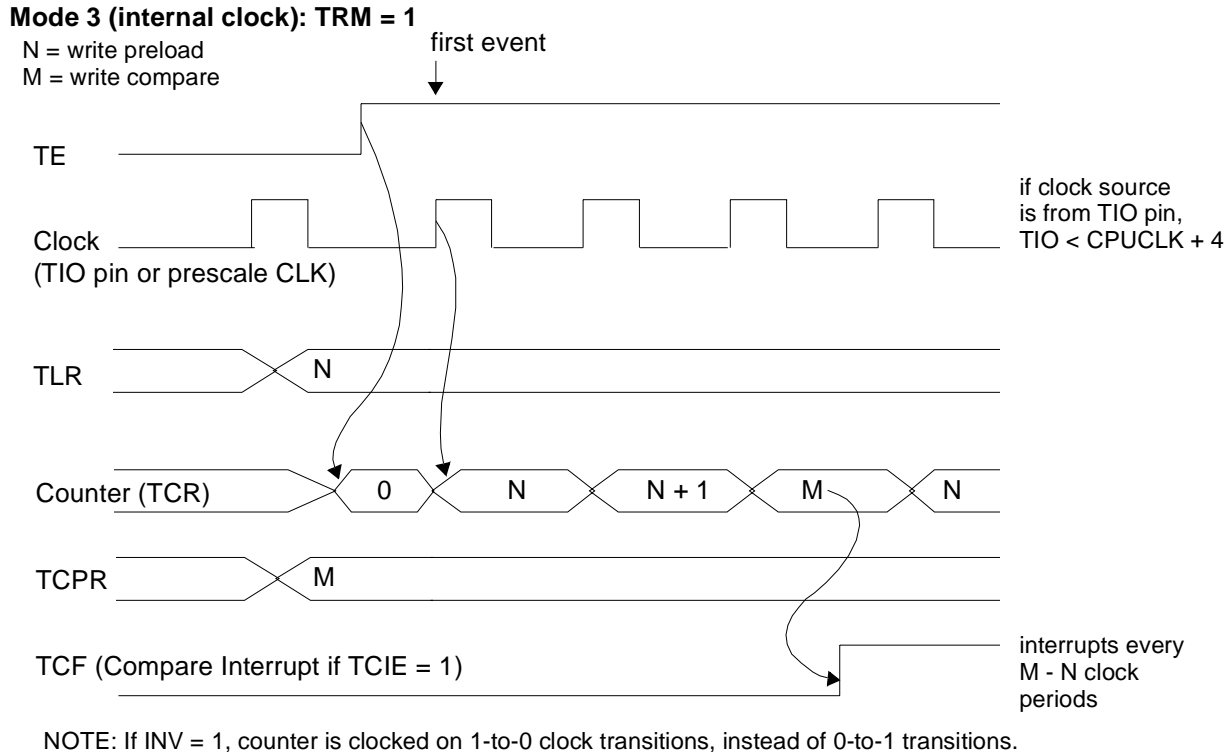 Mode 3 (internal clock): TRM = 1
N = write preload
M = write compare
first event
TE
if clock source
is from TIO pin,
TIO < CPUCLK + 4
Clock
(TIO pin or prescale CLK)
TLR
N
Counter (TCR)
0
N
N + 1
M
N
TCPR
M
TCF (Compare Interrupt if TCIE = 1)
interrupts every
M - N clock
periods
NOTE: If INV = 1, counter is clocked on 1-to-0 clock transitions, instead of 0-to-1 transitions.